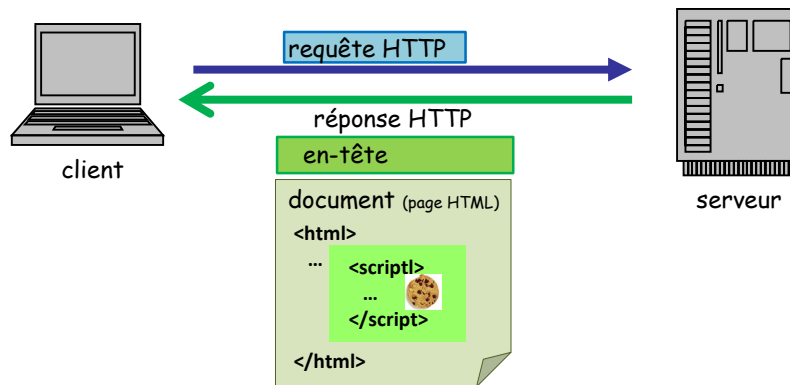 requête HTTP
réponse HTTP
client
serveur
en-tête
document (page HTML)
<html>
... <scriptl>
...
</script>
</html>